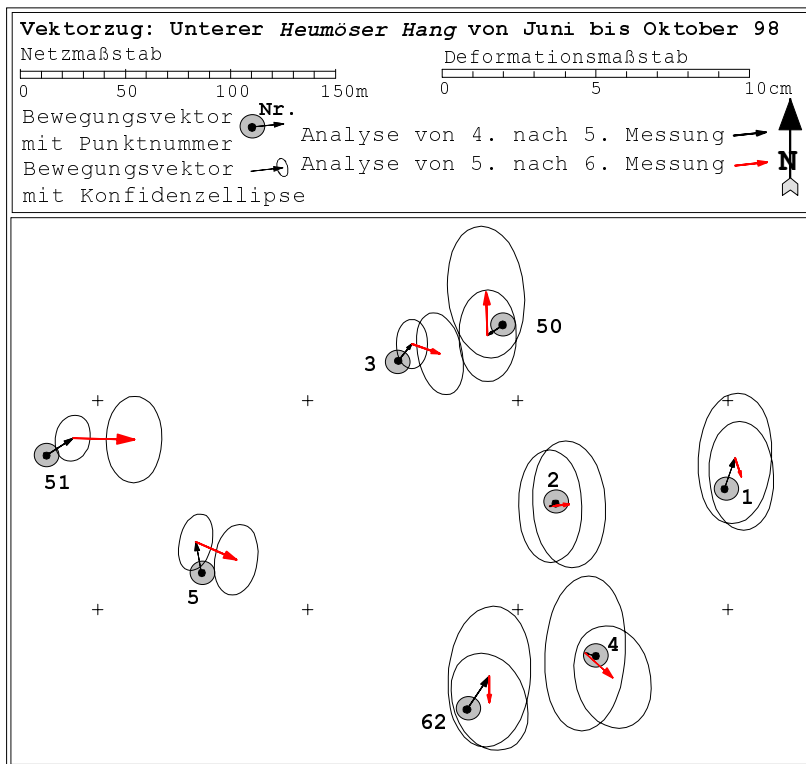 Vektorzug: Unterer Heumöser Hang von Juni bis Oktober 98
Netzmaßstab
0 50 100 150m
Deformationsmaßstab
0 5 10cm
Bewegungsvektor
mit Punktnummer
Nr.
Bewegungsvektor
mit Konfidenzellipse
Analyse von 4. nach 5. Messung
Analyse von 5. nach 6. Messung
N
50
3
51
2
1
5
4
62